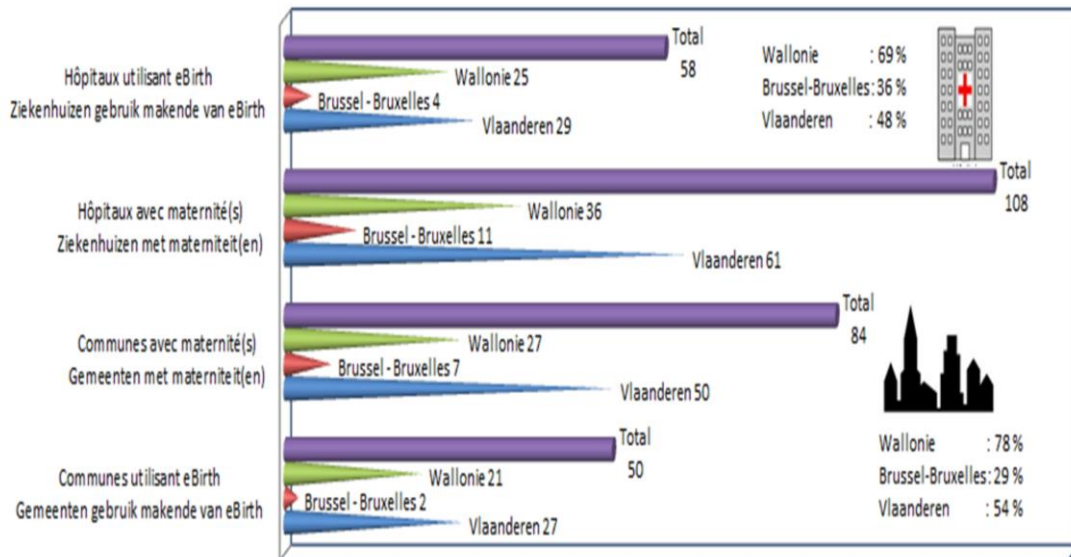 Hôpitaux utilisant eBirth
Ziekenhuizen gebruik makende van eBirth
Total
58
Wallonie 25
Brussel - Bruxelles 4
Vlaanderen 29
Wallonie : 69 %
Brussel-Bruxelles: 36 %
Vlaanderen : 48 %
Hôpitaux avec maternité(s)
Ziekenhuizen met materniteit(en)
Total
108
Wallonie 36
Brussel - Bruxelles 11
Vlaanderen 61
Communes avec maternité(s)
Gemeenten met materniteit(en)
Total
84
Wallonie 27
Brussel - Bruxelles 7
Vlaanderen 50
Communes utilisant eBirth
Gemeenten gebruik makende van eBirth
Total
50
Wallonie 21
Brussel - Bruxelles 2
Vlaanderen 27
Wallonie : 78 %
Brussel-Bruxelles: 29 %
Vlaanderen : 54 %